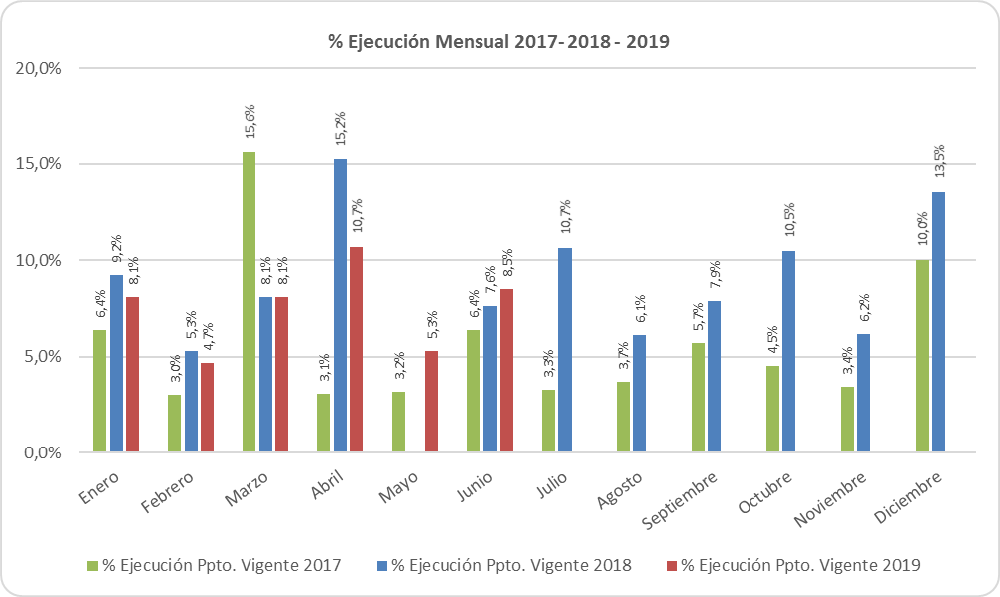 % Ejecución Mensual 2017- 2018 - 2019
20,0%
15,0%
10,0%
5,0%
0,0%
6,4%
9,2%
8,1%
3,0%
5,3%
4,7%
15,6%
8,1%
8,1%
3,1%
15,2%
10,7%
3,2%
5,3%
6,4%
7,6%
8,5%
3,3%
10,7%
3,7%
6,1%
5,7%
7,9%
4,5%
10,5%
3,4%
6,2%
10,0%
13,5%
Enero
Febrero
Marzo
Abril
Mayo
Junio
Julio
Agosto
Septiembre
Octubre
Noviembre
Diciembre
% Ejecución Ppto. Vigente 2017
% Ejecución Ppto. Vigente 2018
% Ejecución Ppto. Vigente 2019